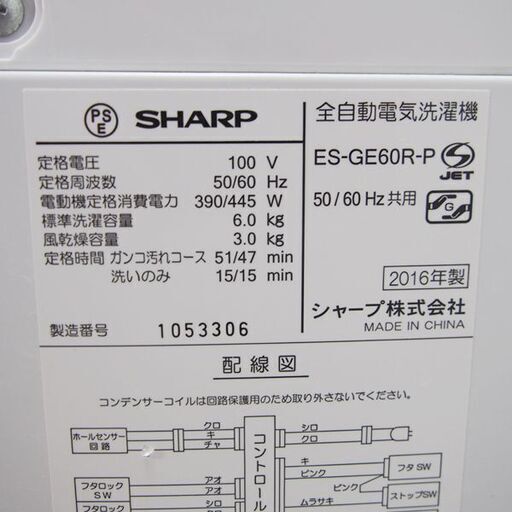 PS
E
SHARP
定格電圧 100 V
定格周波数 50/60 Hz
電動機定格消費電力 390/445 W
標準洗濯容量 6.0 kg
風乾燥容量 3.0 kg
定格時間 ガンコ汚れコース 51/47 min
洗いのみ 15/15 min
製造番号 1053306
全自動電気洗濯機
ES-GE60R-P
S
JET
50/60 Hz共用
G
2016年製
シャープ株式会社
MADE IN CHINA
配線図
コンデンサーコイルは回路保護用のため取り外さないでください。
ホールセンサー
回路
クロ
キ
チャ
コントロール
シロ
クロ
フタロック
SW
アオ
アオ
シロ
シロ
キ
ピンク
フタSW
ピンク
ストップSW
ムラサキ